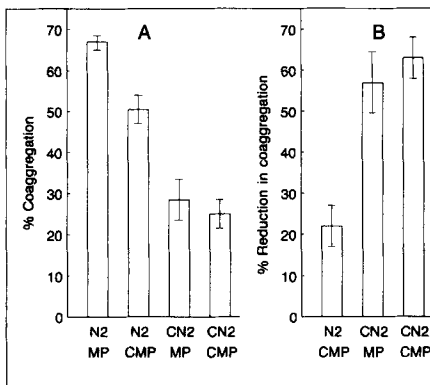 A
% Coaggregation
70
60
50
40
30
20
10
0
N2 N2 CN2 CN2
MP CMP MP CMP
B
% Reduction in coaggregation
70
60
50
40
30
20
10
0
N2 CN2 CN2
CMP MP CMP